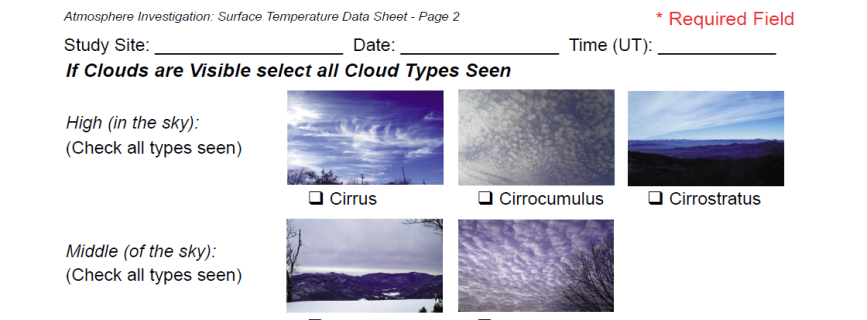 Atmosphere Investigation: Surface Temperature Data Sheet - Page 2
* Required Field
Study Site: ____________________ Date: _________________ Time (UT): _____________
If Clouds are Visible select all Cloud Types Seen
High (in the sky):
(Check all types seen)
❑ Cirrus ❑ Cirrocumulus ❑ Cirrostratus
Middle (of the sky):
(Check all types seen)